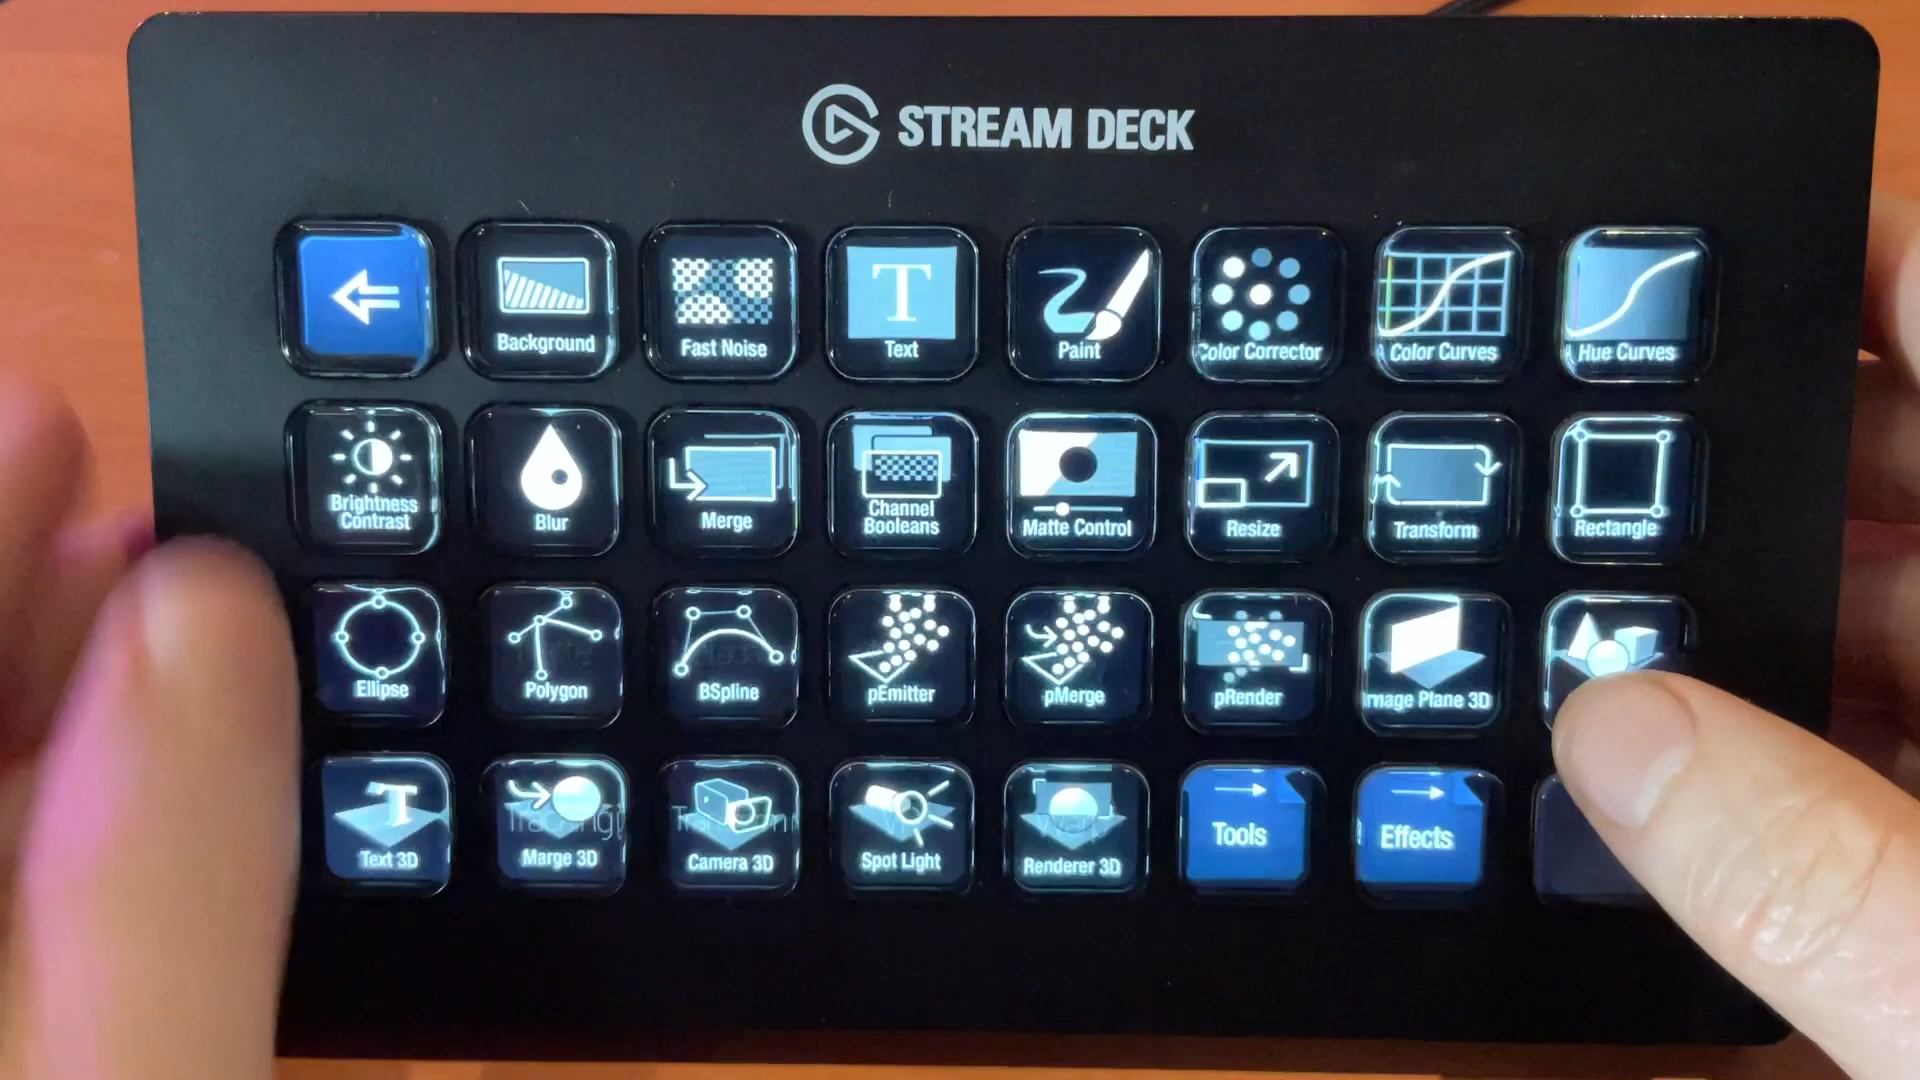 STREAM DECK
Background
Fast Noise
T
Text
Paint
Color Corrector
Color Curves
Hue Curves
Brightness
Contrast
Blur
Merge
Channel
Booleans
Matte Control
Resize
Transform
Rectangle
Ellipse
Polygon
BSpline
pEmitter
pMerge
pRender
Image Plane 3D
T
Text 3D
Marge 3D
Camera 3D
Spot Light
Renderer 3D
Tools
Effects